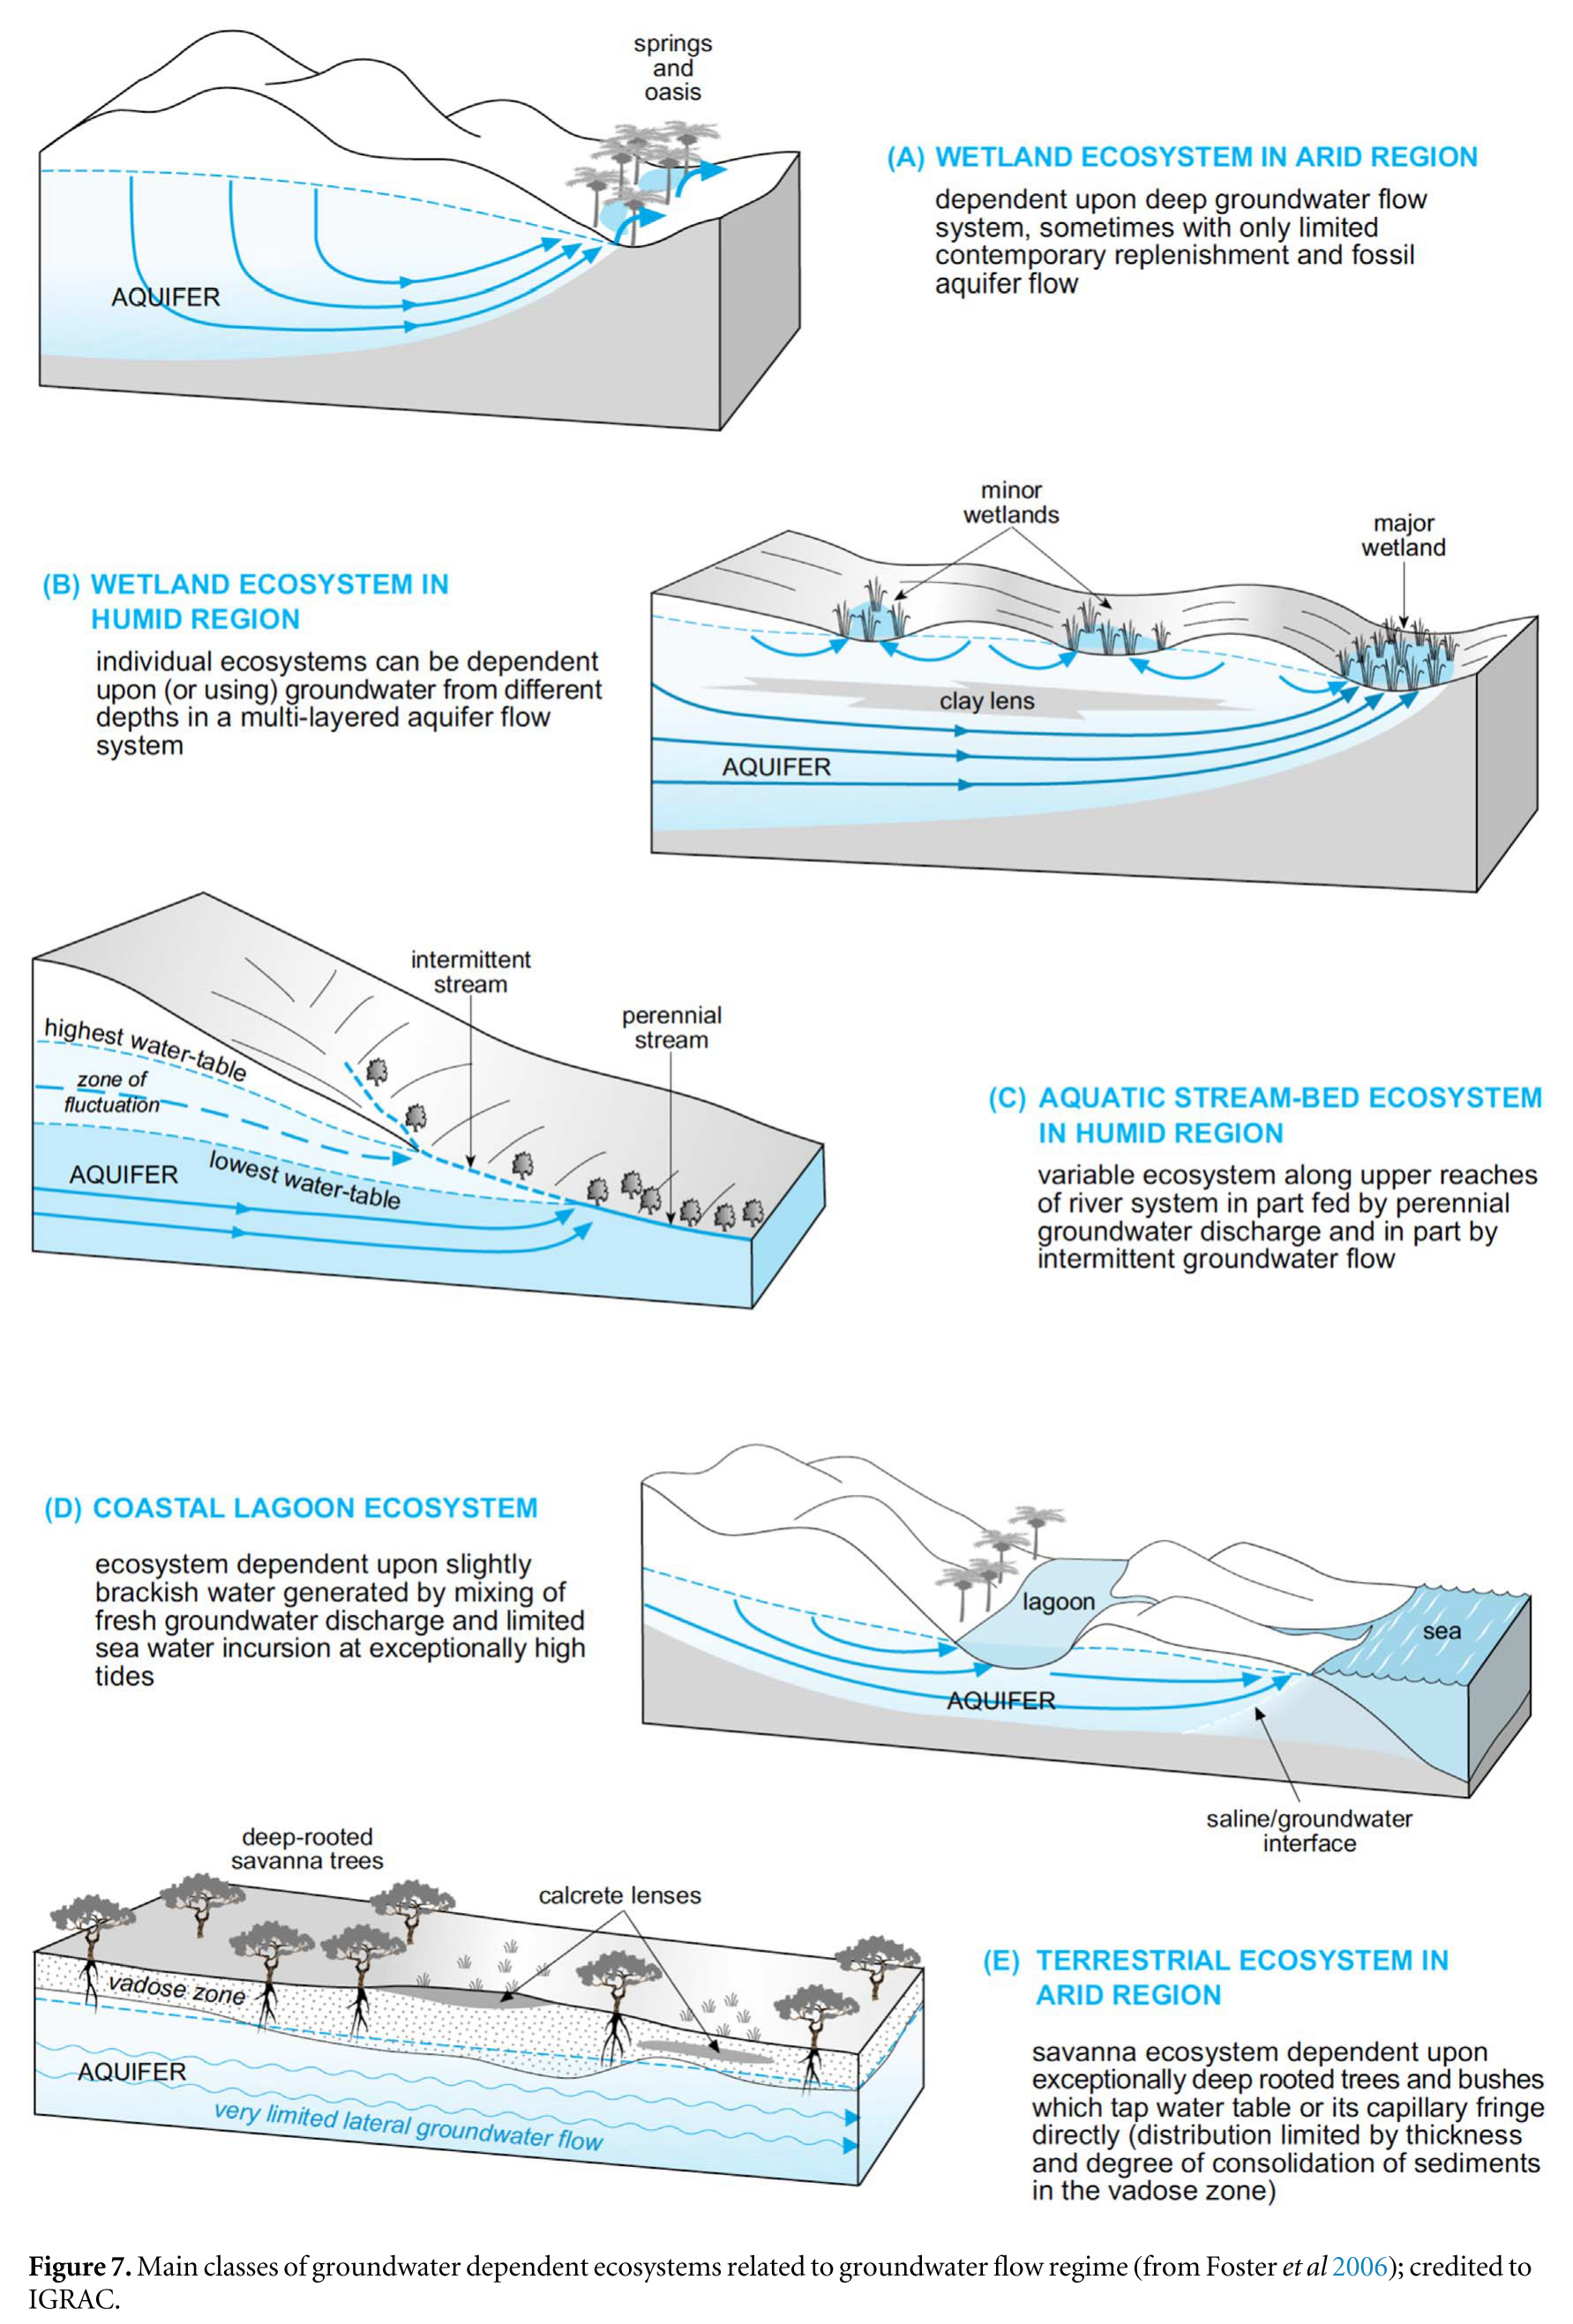 springs
and
oasis
(A) WETLAND ECOSYSTEM IN ARID REGION
dependent upon deep groundwater flow
system, sometimes with only limited
contemporary replenishment and fossil
aquifer flow
AQUIFER
minor
wetlands
major
wetland
(B) WETLAND ECOSYSTEM IN
HUMID REGION
individual ecosystems can be dependent
upon (or using) groundwater from different
depths in a multi-layered aquifer flow
system
clay lens
AQUIFER
intermittent
stream
perennial
stream
highest water-table
zone of
fluctuation
AQUIFER
lowest water-table
(C) AQUATIC STREAM-BED ECOSYSTEM
IN HUMID REGION
variable ecosystem along upper reaches
of river system in part fed by perennial
groundwater discharge and in part by
intermittent groundwater flow
(D) COASTAL LAGOON ECOSYSTEM
ecosystem dependent upon slightly
brackish water generated by mixing of
fresh groundwater discharge and limited
sea water incursion at exceptionally high
tides
lagoon
sea
AQUIFER
saline/groundwater
interface
deep-rooted
savanna trees
calcrete lenses
vadose zone
AQUIFER
very limited lateral groundwater flow
(E) TERRESTRIAL ECOSYSTEM IN
ARID REGION
savanna ecosystem dependent upon
exceptionally deep rooted trees and bushes
which tap water table or its capillary fringe
directly (distribution limited by thickness
and degree of consolidation of sediments
in the vadose zone)
Figure 7. Main classes of groundwater dependent ecosystems related to groundwater flow regime (from Foster et al 2006); credited to
IGRAC.